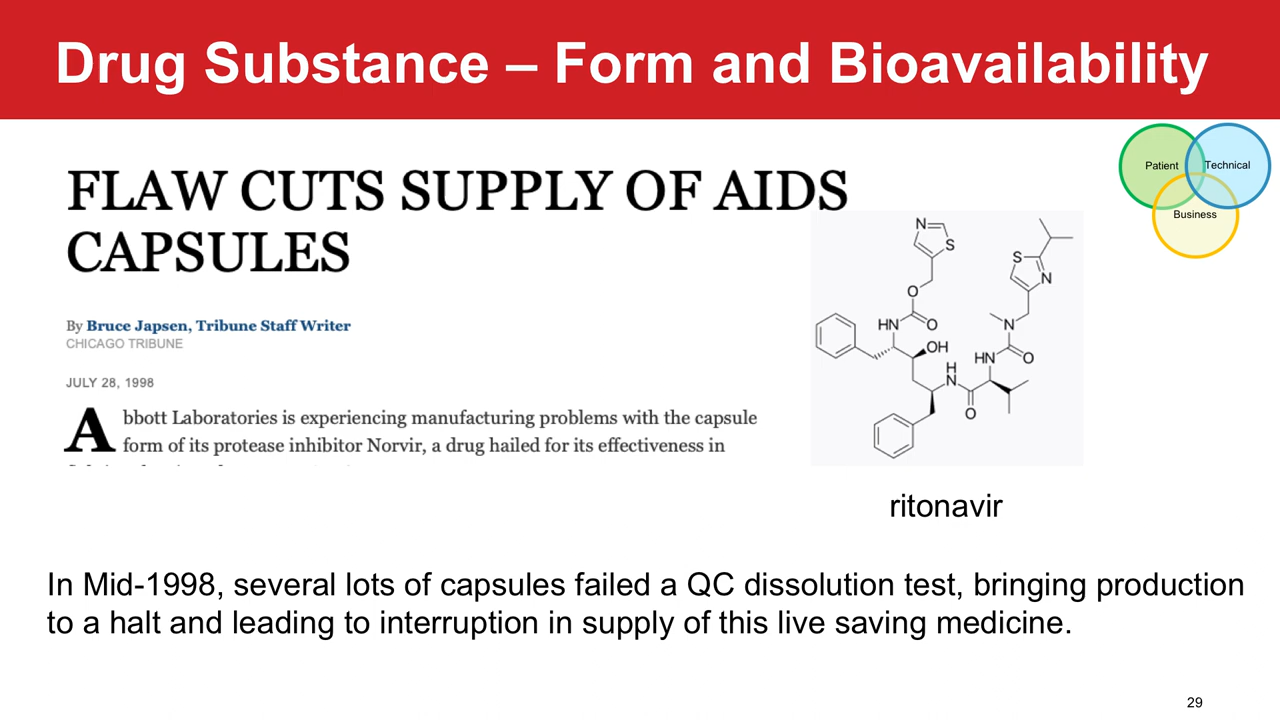 Drug Substance – Form and Bioavailability
Patient
Technical
Business
FLAW CUTS SUPPLY OF AIDS
CAPSULES
By Bruce Japsen, Tribune Staff Writer
CHICAGO TRIBUNE
JULY 28, 1998
Abbott Laboratories is experiencing manufacturing problems with the capsule
form of its protease inhibitor Norvir, a drug hailed for its effectiveness in
N
S
S
N
O
HN
O
N
OH
HN
O
H
N
O
ritonavir
In Mid-1998, several lots of capsules failed a QC dissolution test, bringing production
to a halt and leading to interruption in supply of this live saving medicine.
29